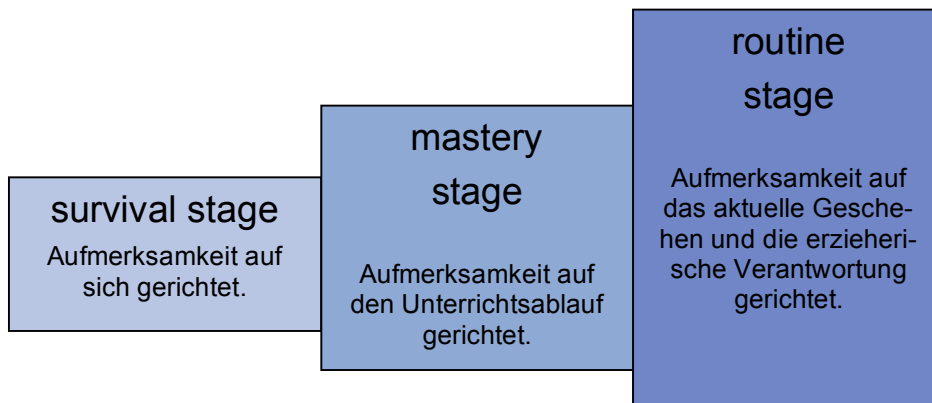 survival stage
Aufmerksamkeit auf
sich gerichtet.
mastery
stage
Aufmerksamkeit auf
den Unterrichtsablauf
gerichtet.
routine
stage
Aufmerksamkeit auf
das aktuelle Gesche-
hen und die erzieheri-
sche Verantwortung
gerichtet.